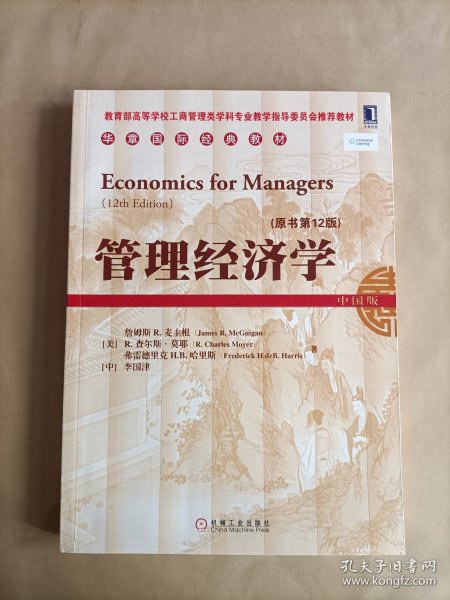 教育部高等学校工商管理类学科专业教学指导委员会推荐教材
华章国际经典教材
CENGAGE
Learning
Economics for Managers
(12th Edition)
(原书第12版)
管理经济学
中国版
詹姆斯 R. 麦圭根 (James R. McGuigan)
[美] R. 查尔斯·莫耶 (R. Charles Moyer) 著
弗雷德里克 H.B. 哈里斯 (Frederick H.deB. Harris)
[中] 李国津
机械工业出版社
China Machine Press
孔夫子旧书网
www.kongfz.com